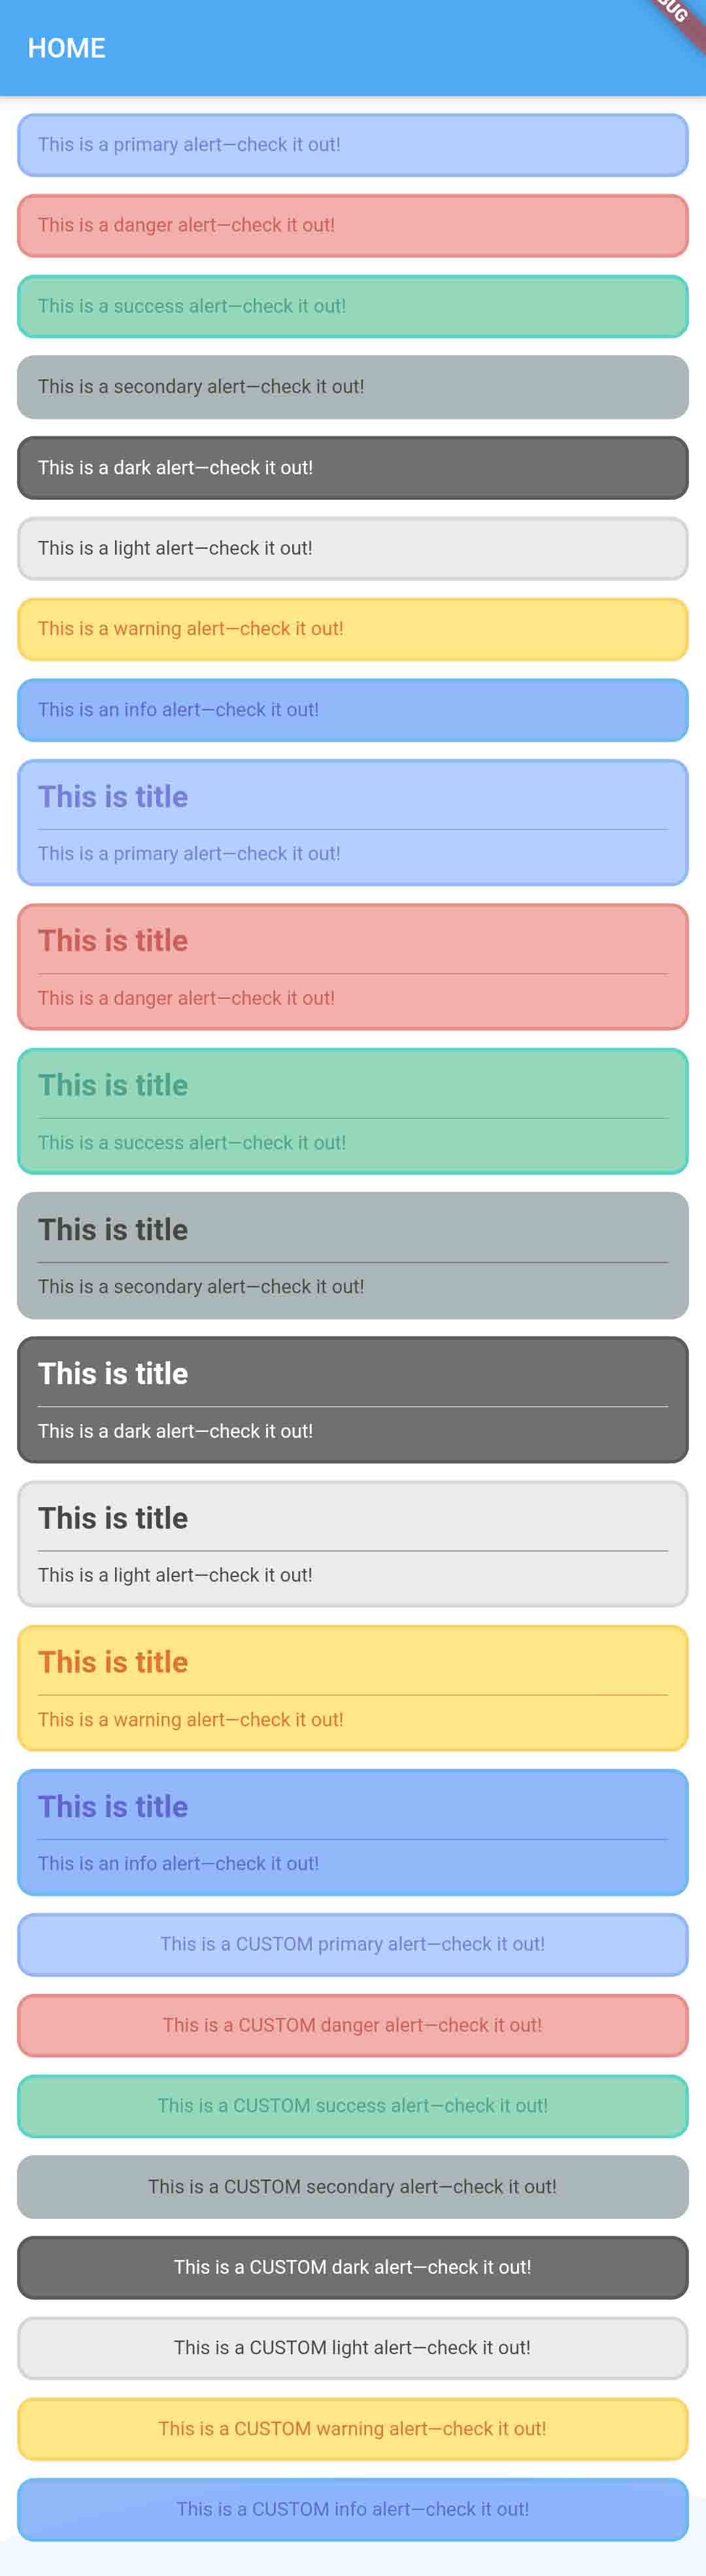 HOME
This is a primary alert—check it out!
This is a danger alert—check it out!
This is a success alert—check it out!
This is a secondary alert—check it out!
This is a dark alert—check it out!
This is a light alert—check it out!
This is a warning alert—check it out!
This is an info alert—check it out!
This is title
This is a primary alert—check it out!
This is title
This is a danger alert—check it out!
This is title
This is a success alert—check it out!
This is title
This is a secondary alert—check it out!
This is title
This is a dark alert—check it out!
This is title
This is a light alert—check it out!
This is title
This is a warning alert—check it out!
This is title
This is an info alert—check it out!
This is a CUSTOM primary alert—check it out!
This is a CUSTOM danger alert—check it out!
This is a CUSTOM success alert—check it out!
This is a CUSTOM secondary alert—check it out!
This is a CUSTOM dark alert—check it out!
This is a CUSTOM light alert—check it out!
This is a CUSTOM warning alert—check it out!
This is a CUSTOM info alert—check it out!